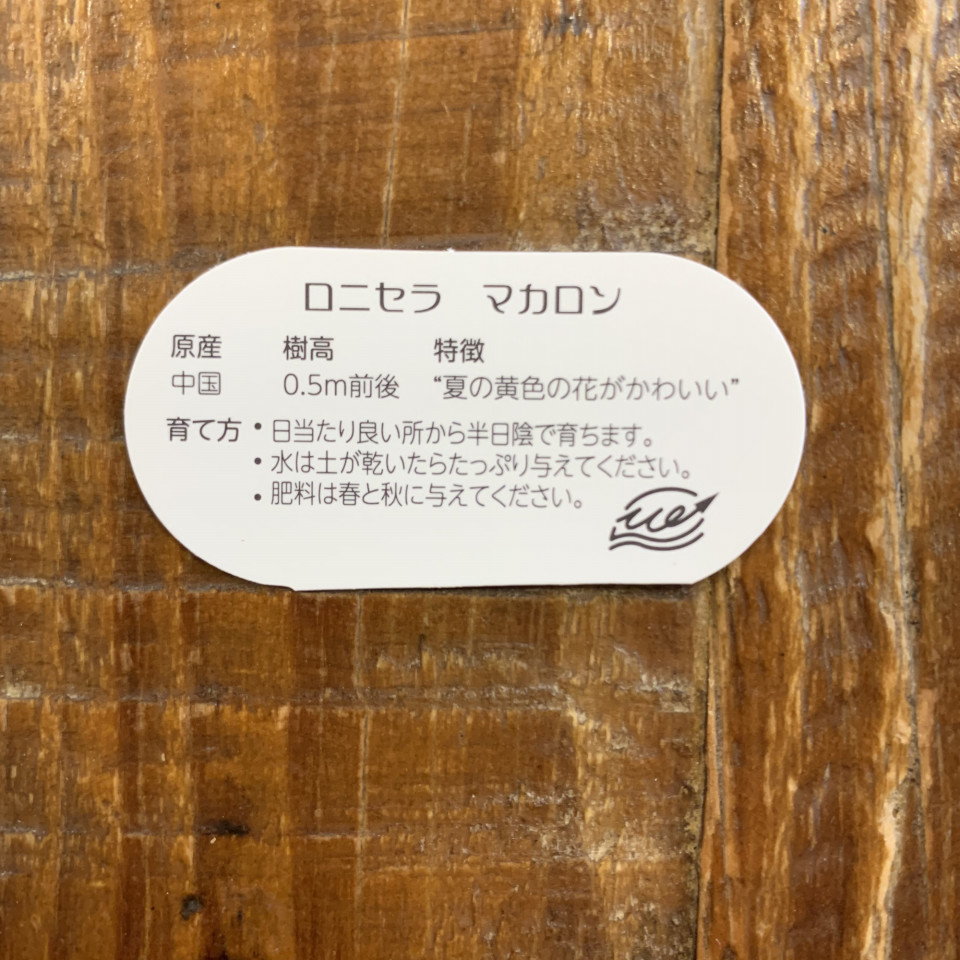 ロニセラ　マカロン
原産　樹高　特徴
中国　0.5m前後　“夏の黄色の花がかわいい”
育て方・日当たり良い所から半日陰で育ちます。
・水は土が乾いたらたっぷり与えてください。
・肥料は春と秋に与えてください。